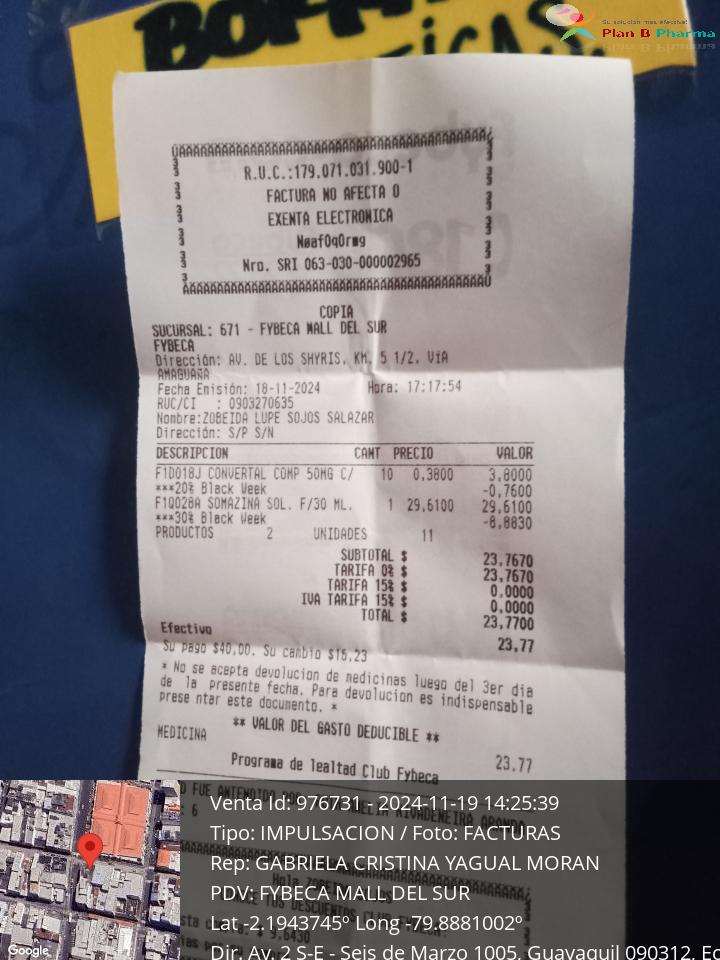 Su solución mas efectiva!
Plan B Pharma
R.U.C.:179.071.031.900-1
FACTURA NO AFECTA 0
EXENTA ELECTRONICA
Nro. SRI 063-030-000002965
COPIA
SUCURSAL: 671 - FYBECA MALL DEL SUR
FYBECA
Dirección: AV. DE LOS SHYRIS, KM. 5 1/2, VíA
AMAGUAÑA
Fecha Emisión: 18-11-2024 Hora: 17:17:54
RUC/CI : 0903270635
Nombre:ZOBEIDA LUPE SOJOS SALAZAR
Dirección: S/P S/N
DESCRIPCION CANT PRECIO VALOR
F1D018J CONVERTAL COMP 50MG C/ 10 0,3800 3,8000
***20% Black Week -0,7600
F1Q028A SOMAZINA SOL. F/30 ML. 1 29,6100 29,6100
***30% Black Week -8,8830
PRODUCTOS 2 UNIDADES 11
SUBTOTAL $ 23,7670
TARIFA 0% $ 23,7670
TARIFA 15% $ 0,0000
IVA TARIFA 15% $ 0,0000
TOTAL $ 23,7700
Efectivo 23,77
Su pago $40,00. Su cambio $16,23
* No se acepta devolucion de medicinas luego del 3er dia
de la presente fecha. Para devolucion es indispensable
prese ntar este documento. *
** VALOR DEL GASTO DEDUCIBLE **
MEDICINA 23.77
Programa de lealtad Club Fybeca
Venta Id: 976731 - 2024-11-19 14:25:39
Tipo: IMPULSACION / Foto: FACTURAS
Rep: GABRIELA CRISTINA YAGUAL MORAN
PDV: FYBECA MALL DEL SUR
Lat -2.1943745º Long -79.8881002º
Dir. Av. 2 S-E - Seis de Marzo 1005, Guayaquil 090312, Ec
Google